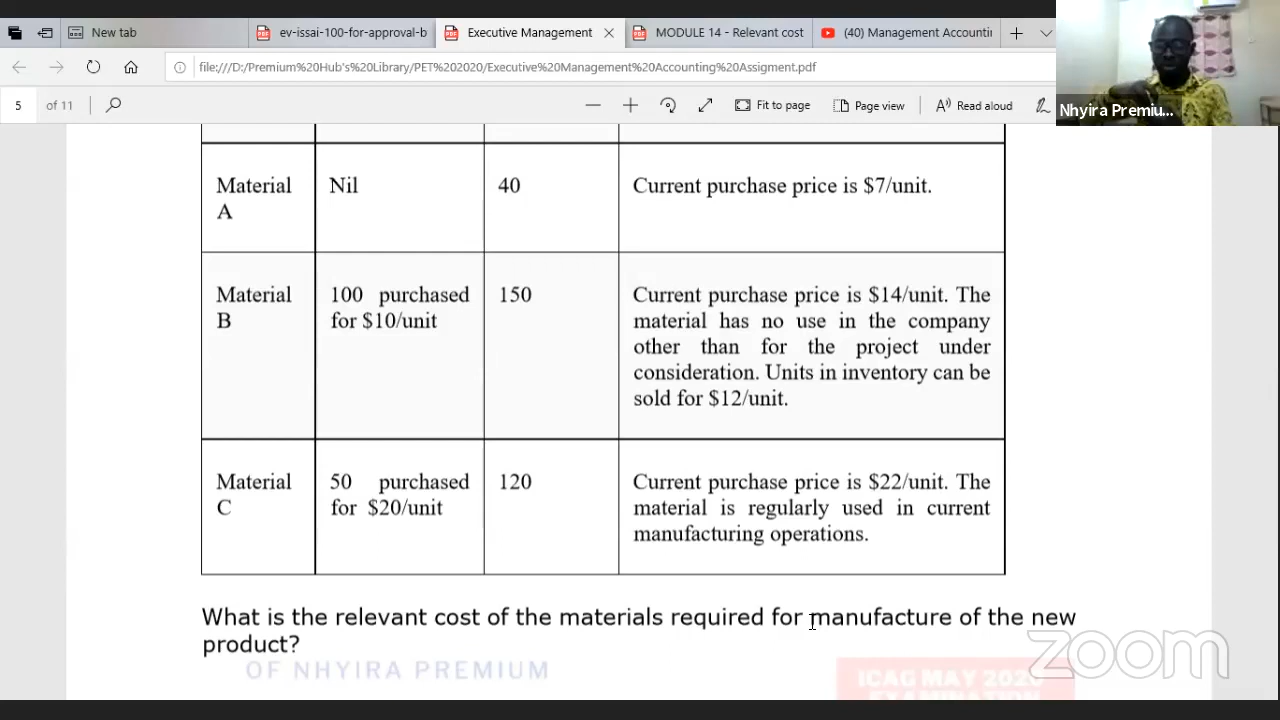 New tab
ev-issai-100-for-approval-b
Executive Management
MODULE 14 - Relevant cost
(40) Management Accountin
file:///D:/Premium%20Hub's%20Library/PET%202020/Executive%20Management%20Accounting%20Assigment.pdf
5 of 11
Fit to page
Page view
Read aloud
Nhyira Premiu...
Material A
Nil
40
Current purchase price is $7/unit.
Material B
100 purchased
for $10/unit
150
Current purchase price is $14/unit. The
material has no use in the company
other than for the project under
consideration. Units in inventory can be
sold for $12/unit.
Material C
50 purchased
for $20/unit
120
Current purchase price is $22/unit. The
material is regularly used in current
manufacturing operations.
What is the relevant cost of the materials required for manufacture of the new
product?
OF NHYIRA PREMIUM
ICAG MAY 2020
EXAMINATION
zoom